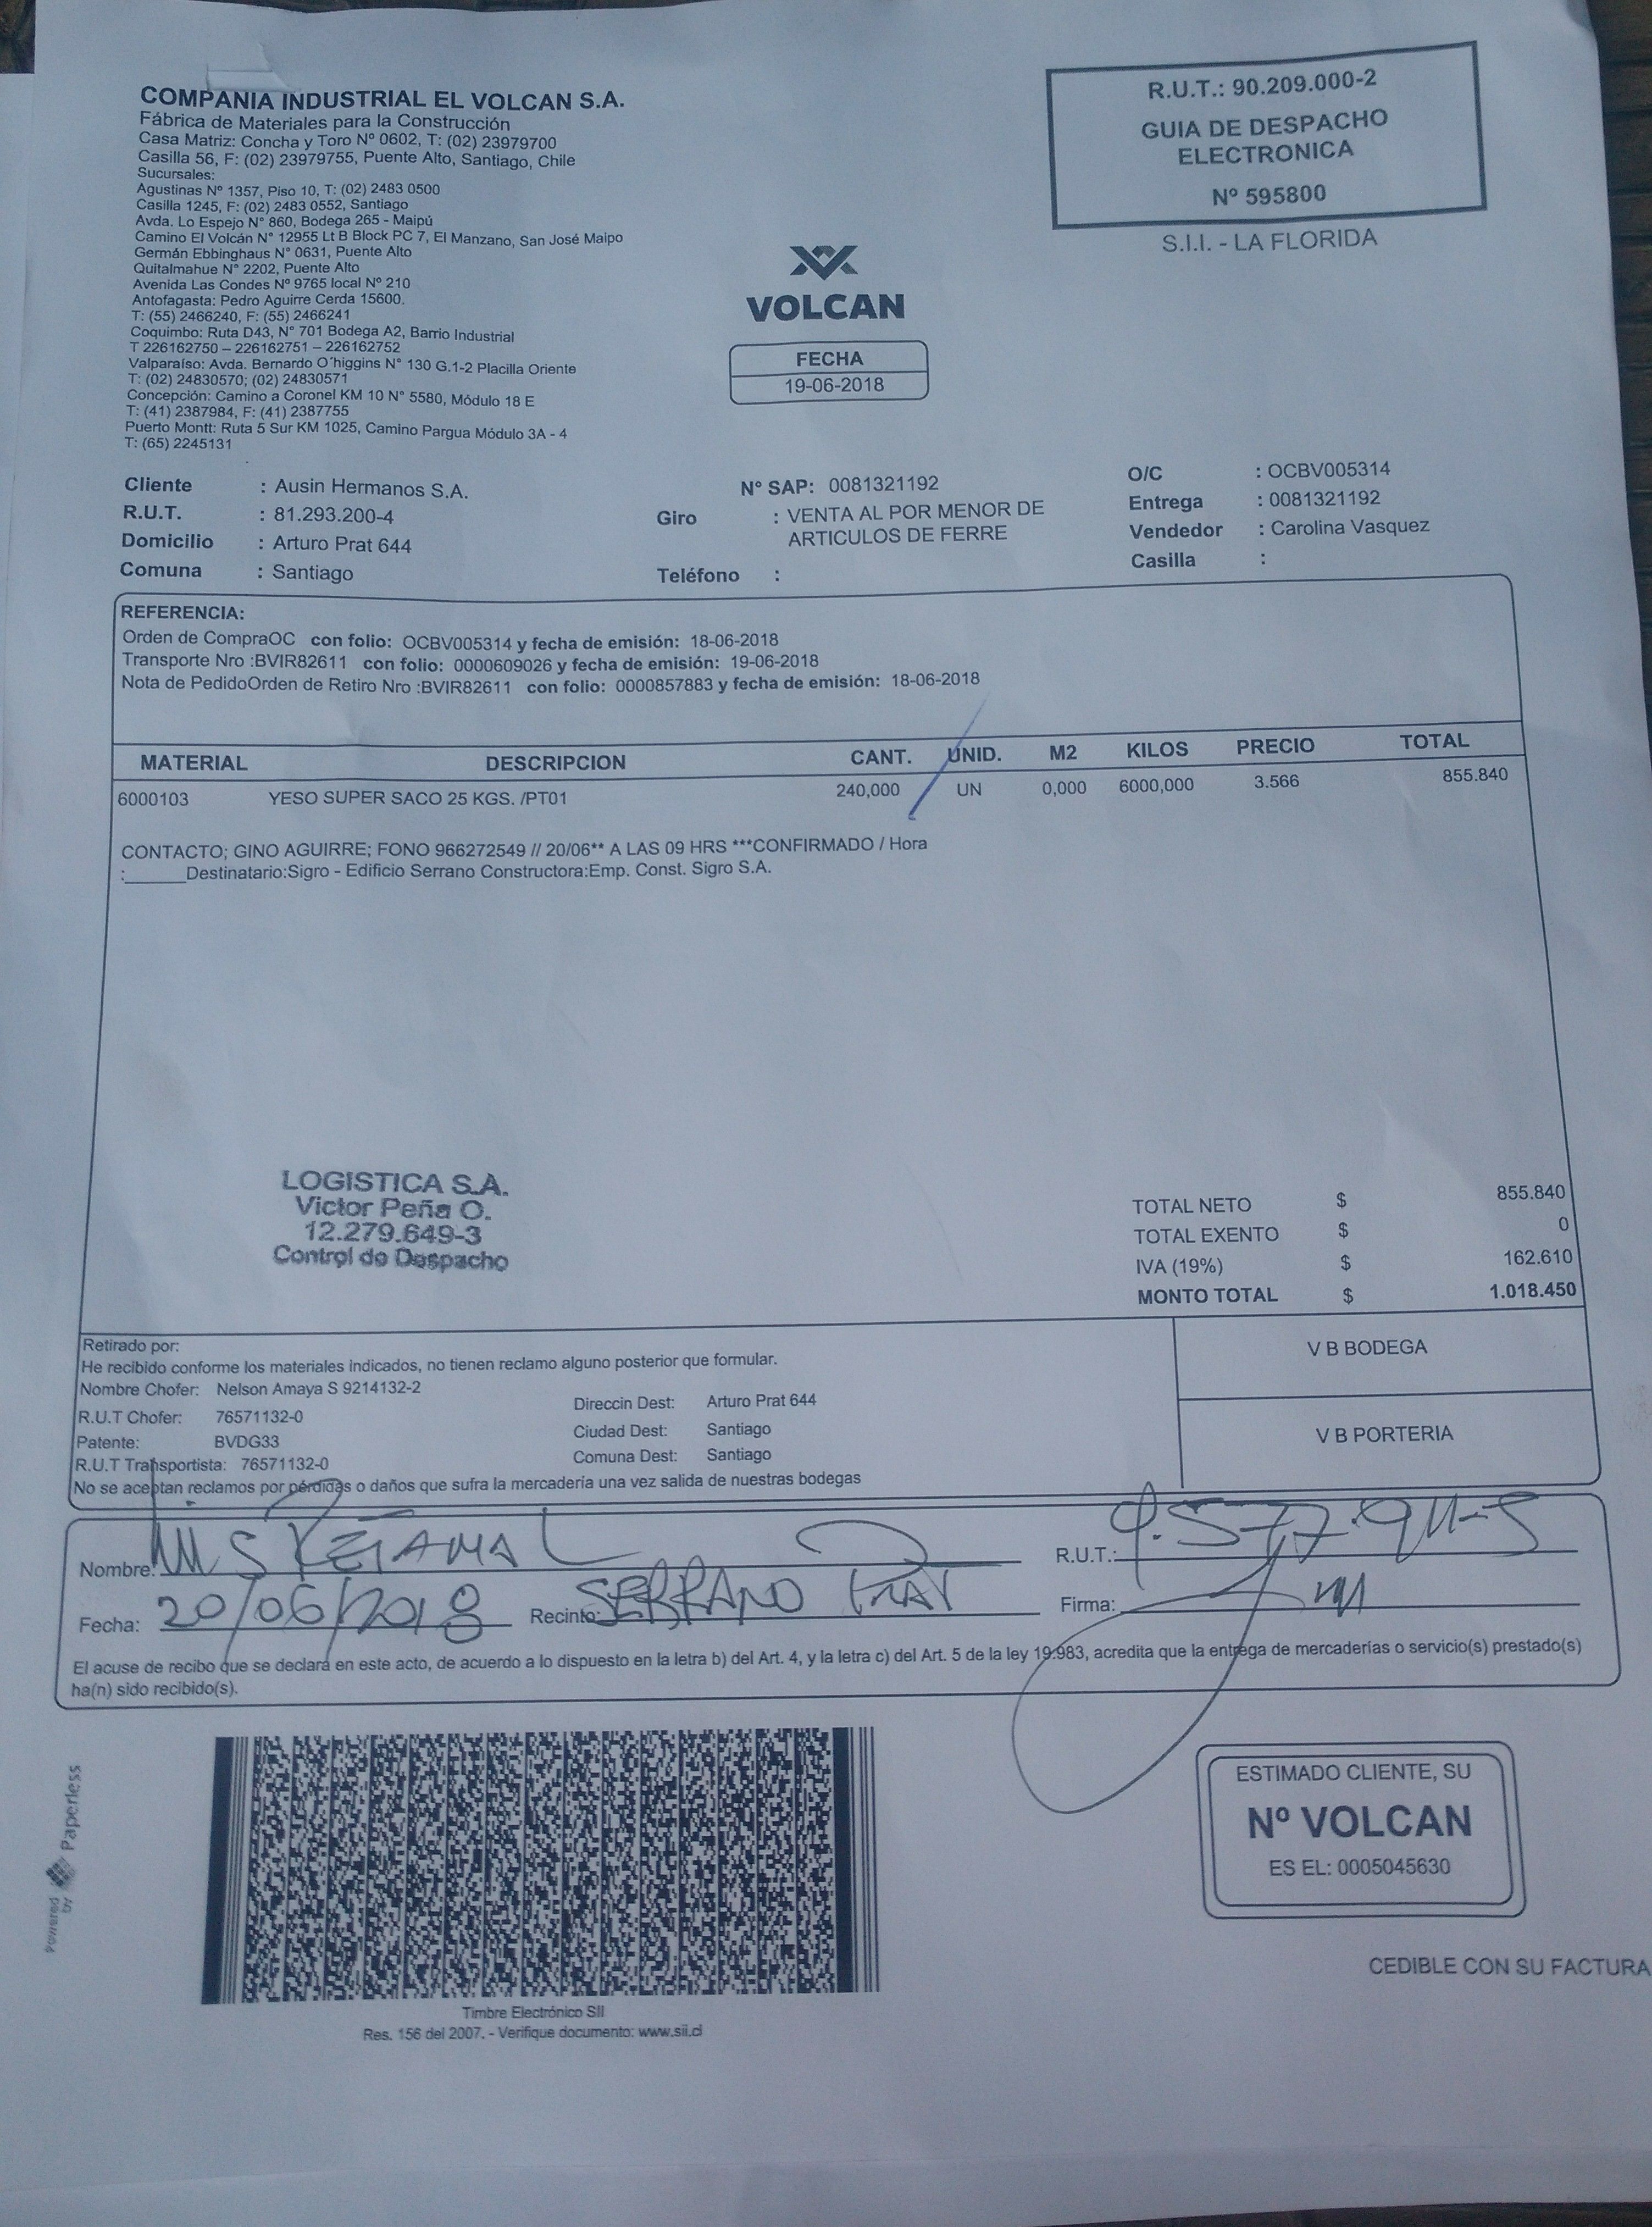 COMPANIA INDUSTRIAL EL VOLCAN S.A.
Fábrica de Materiales para la Construcción
Casa Matriz: Concha y Toro Nº 0602, T: (02) 23979700
Casilla 56, F: (02) 23979755, Puente Alto, Santiago, Chile
Sucursales:
Agustinas Nº 1357, Piso 10, T: (02) 2483 0500
Casilla 1245, F: (02) 2483 0552, Santiago
Avda. Lo Espejo N° 860, Bodega 265 - Maipú
Camino El Volcán N° 12955 Lt B Block PC 7, El Manzano, San José Maipo
Germán Ebbinghaus N° 0631, Puente Alto
Quitalmahue N° 2202, Puente Alto
Avenida Las Condes Nº 9765 local Nº 210
Antofagasta: Pedro Aguirre Cerda 15600.
T: (55) 2466240, F: (55) 2466241
Coquimbo: Ruta D43, N° 701 Bodega A2, Barrio Industrial
T 226162750 – 226162751 – 226162752
Valparaíso: Avda. Bernardo O´higgins N° 130 G.1-2 Placilla Oriente
T: (02) 24830570; (02) 24830571
Concepción: Camino a Coronel KM 10 N° 5580, Módulo 18 E
T: (41) 2387984, F: (41) 2387755
Puerto Montt: Ruta 5 Sur KM 1025, Camino Pargua Módulo 3A - 4
T: (65) 2245131
VOLCAN
FECHA
19-06-2018
R.U.T.: 90.209.000-2
GUIA DE DESPACHO
ELECTRONICA
Nº 595800
S.I.I. - LA FLORIDA
Cliente : Ausin Hermanos S.A.
R.U.T. : 81.293.200-4
Domicilio : Arturo Prat 644
Comuna : Santiago
N° SAP: 0081321192
Giro : VENTA AL POR MENOR DE
ARTICULOS DE FERRE
Teléfono :
O/C : OCBV005314
Entrega : 0081321192
Vendedor : Carolina Vasquez
Casilla :
REFERENCIA:
Orden de CompraOC con folio: OCBV005314 y fecha de emisión: 18-06-2018
Transporte Nro :BVIR82611 con folio: 0000609026 y fecha de emisión: 19-06-2018
Nota de PedidoOrden de Retiro Nro :BVIR82611 con folio: 0000857883 y fecha de emisión: 18-06-2018
MATERIAL DESCRIPCION CANT. UNID. M2 KILOS PRECIO TOTAL
6000103 YESO SUPER SACO 25 KGS. /PT01 240,000 UN 0,000 6000,000 3.566 855.840
CONTACTO; GINO AGUIRRE; FONO 966272549 // 20/06** A LAS 09 HRS ***CONFIRMADO / Hora
:______Destinatario:Sigro - Edificio Serrano Constructora:Emp. Const. Sigro S.A.
LOGISTICA S.A.
Victor Peña O.
12.279.649-3
Control de Despacho
TOTAL NETO $ 855.840
TOTAL EXENTO $ 0
IVA (19%) $ 162.610
MONTO TOTAL $ 1.018.450
Retirado por:
He recibido conforme los materiales indicados, no tienen reclamo alguno posterior que formular.
Nombre Chofer: Nelson Amaya S 9214132-2
R.U.T Chofer: 76571132-0
Patente: BVDG33
R.U.T Transportista: 76571132-0
Direccin Dest: Arturo Prat 644
Ciudad Dest: Santiago
Comuna Dest: Santiago
No se aceptan reclamos por pérdidas o daños que sufra la mercadería una vez salida de nuestras bodegas
V B BODEGA
V B PORTERIA
Nombre:
R.U.T.:
Fecha: 20/06/2018 Recinto: SERRANO PRAT
Firma:
El acuse de recibo que se declara en este acto, de acuerdo a lo dispuesto en la letra b) del Art. 4, y la letra c) del Art. 5 de la ley 19.983, acredita que la entrega de mercaderías o servicio(s) prestado(s)
ha(n) sido recibido(s).
Powered by Paperless
Timbre Electrónico SII
Res. 156 del 2007. - Verifique documento: www.sii.cl
ESTIMADO CLIENTE, SU
Nº VOLCAN
ES EL: 0005045630
CEDIBLE CON SU FACTURA